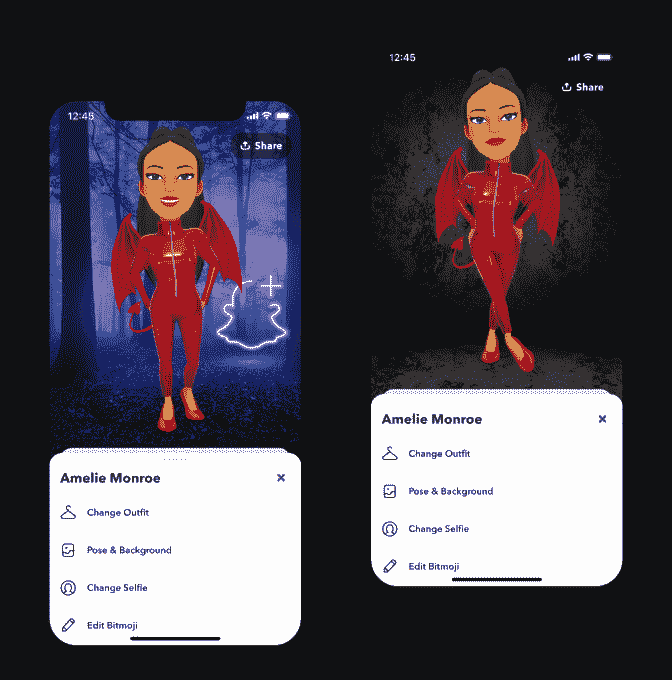 12:45
Share
Amelie Monroe
Change Outfit
Pose & Background
Change Selfie
Edit Bitmoji
12:45
Share
Amelie Monroe
Change Outfit
Pose & Background
Change Selfie
Edit Bitmoji